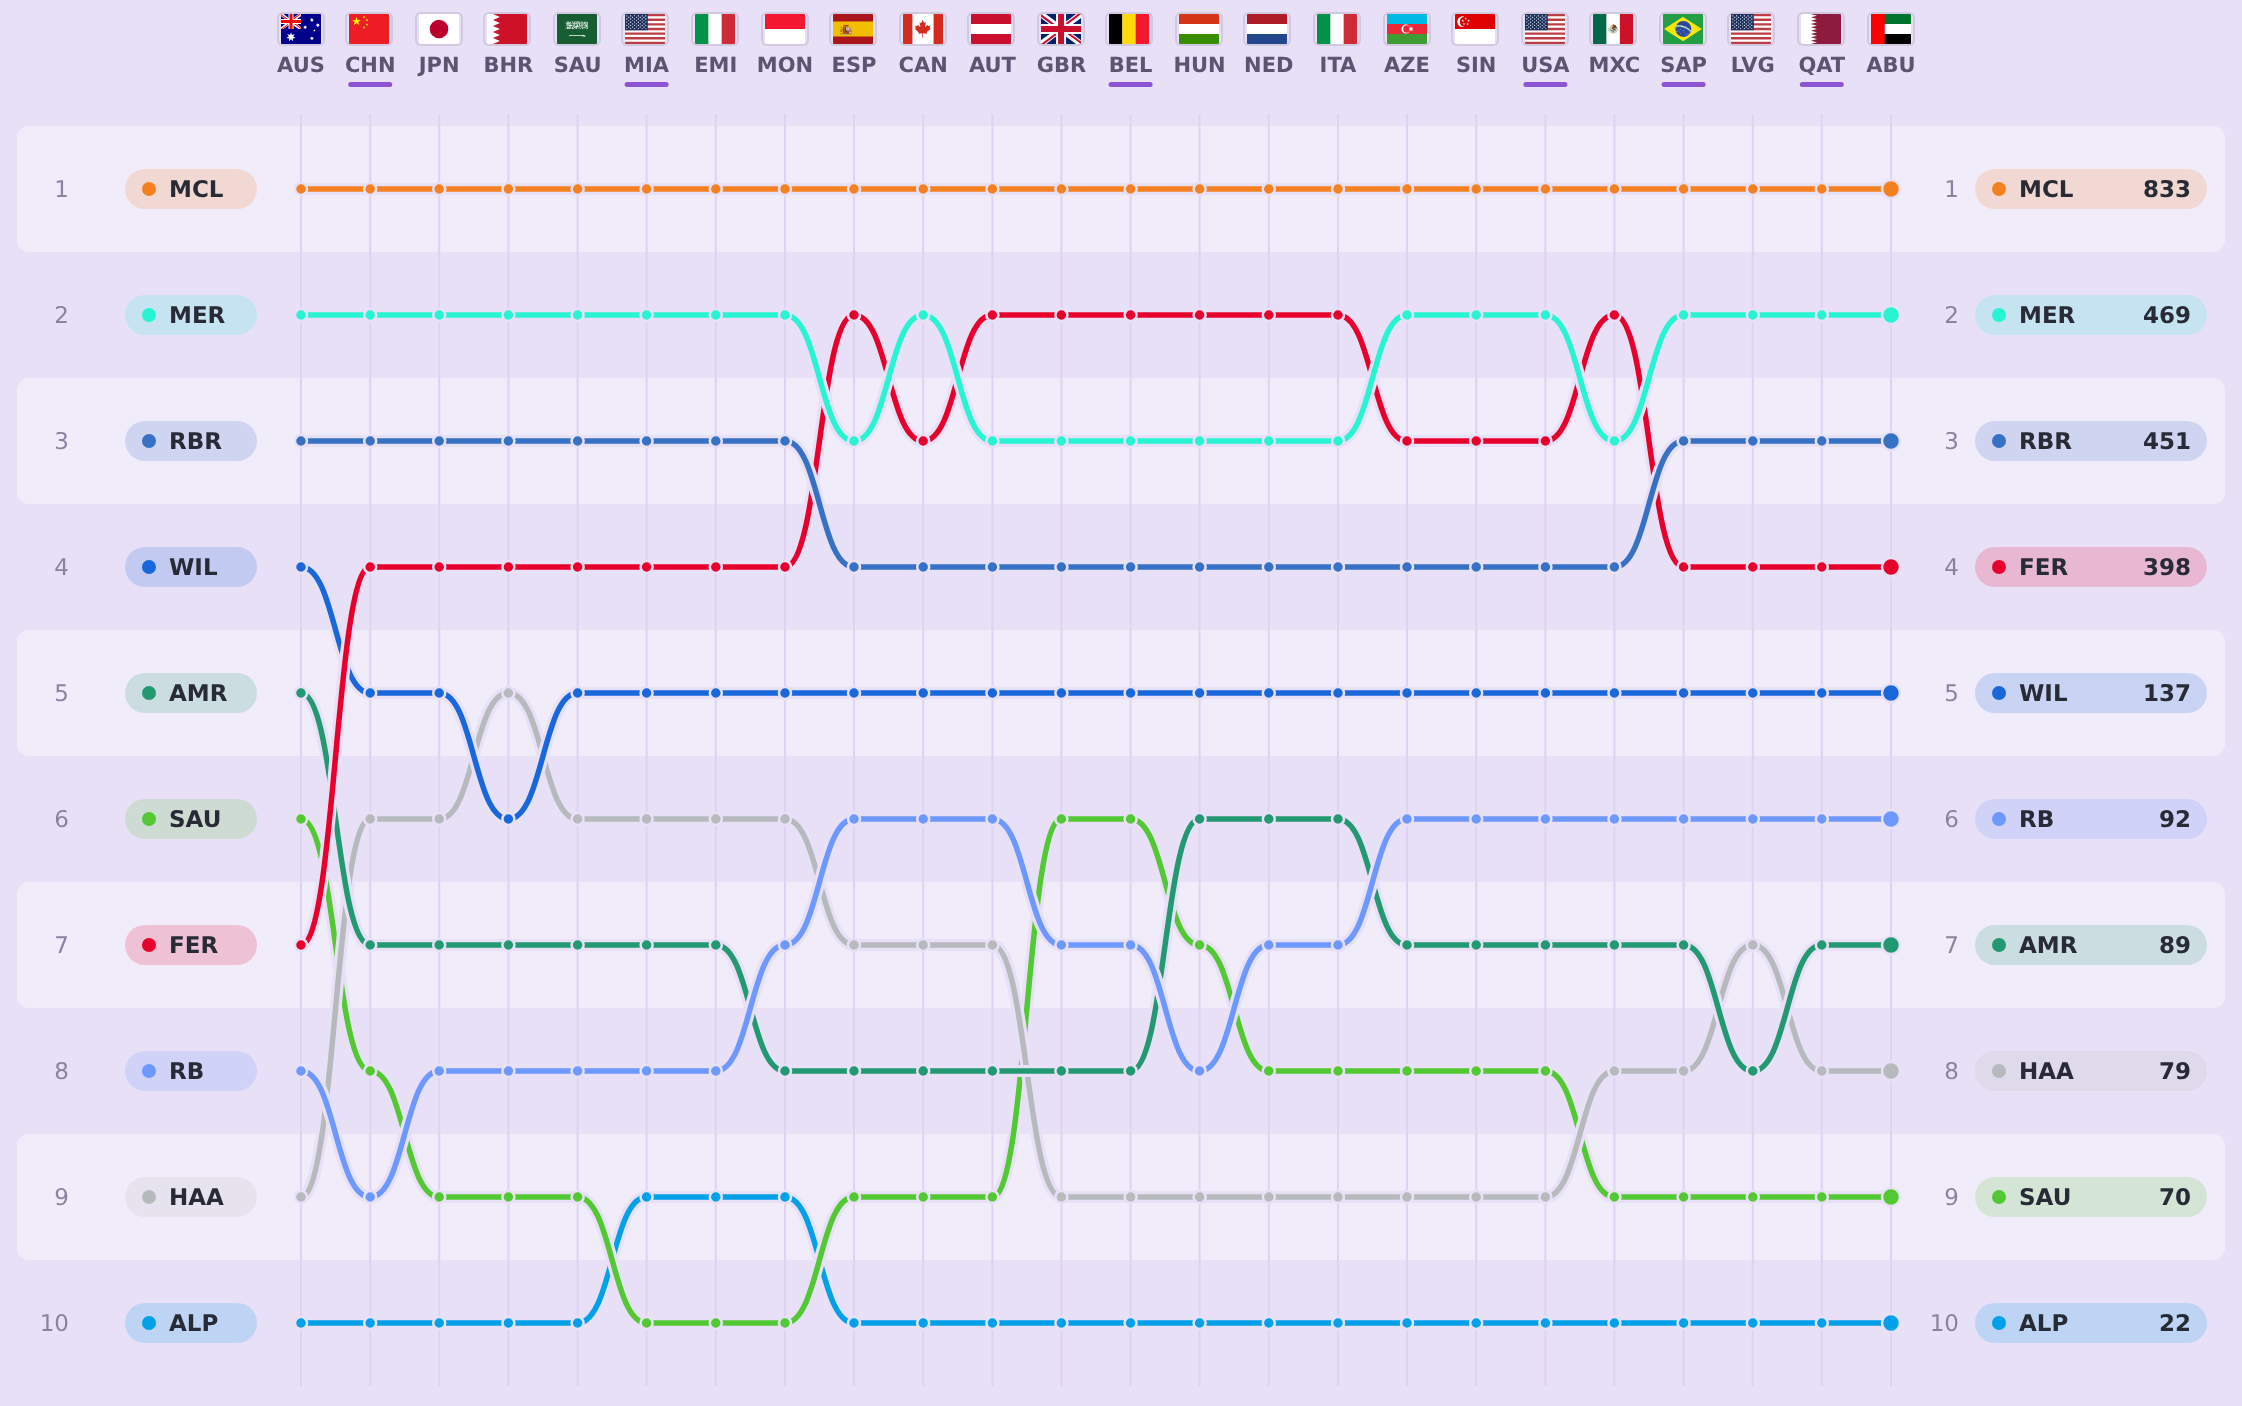 AUS CHN JPN BHR SAU MIA EMI MON ESP CAN AUT GBR BEL HUN NED ITA AZE SIN USA MXC SAP LVG QAT ABU
1 MCL 1 MCL 833
2 MER 2 MER 469
3 RBR 3 RBR 451
4 WIL 4 FER 398
5 AMR 5 WIL 137
6 SAU 6 RB 92
7 FER 7 AMR 89
8 RB 8 HAA 79
9 HAA 9 SAU 70
10 ALP 10 ALP 22